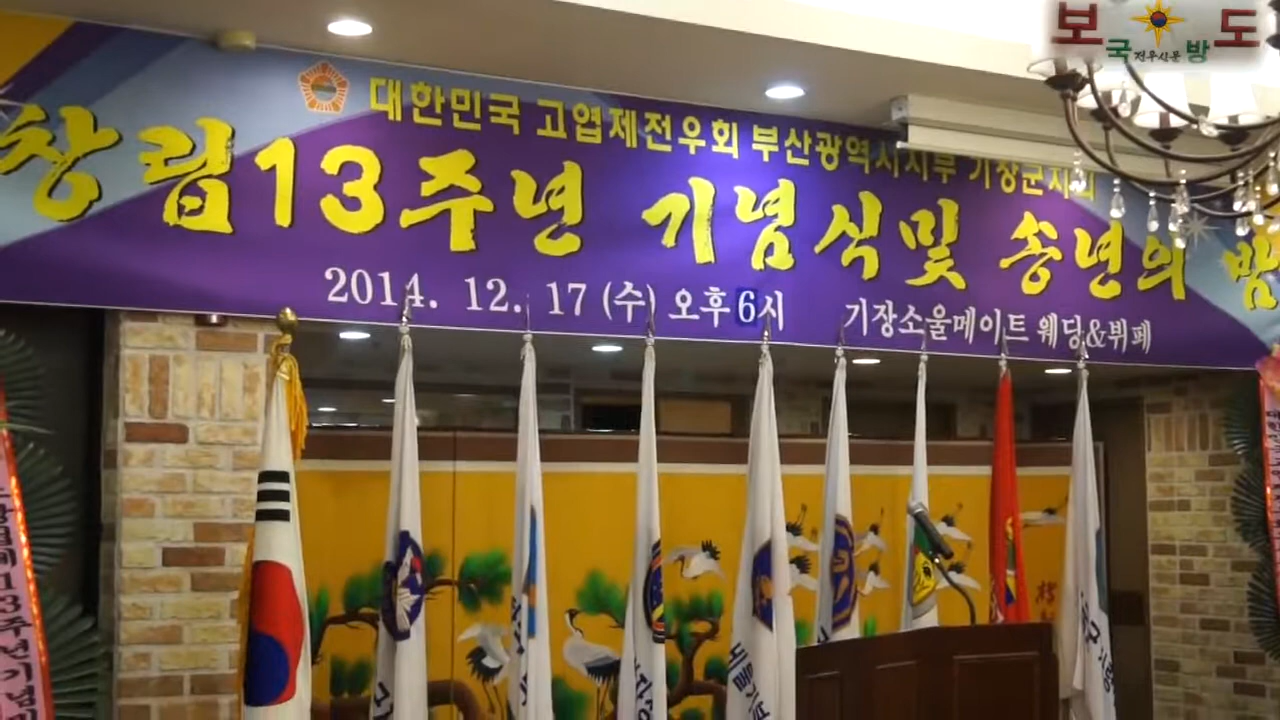 보국전우신문방도
대한민국 고엽제전우회 부산광역시지부 기장군지회
창립13주년 기념식및 송년의 밤
2014. 12. 17 (수) 오후 6시 기장소울메이트 웨딩&뷔페